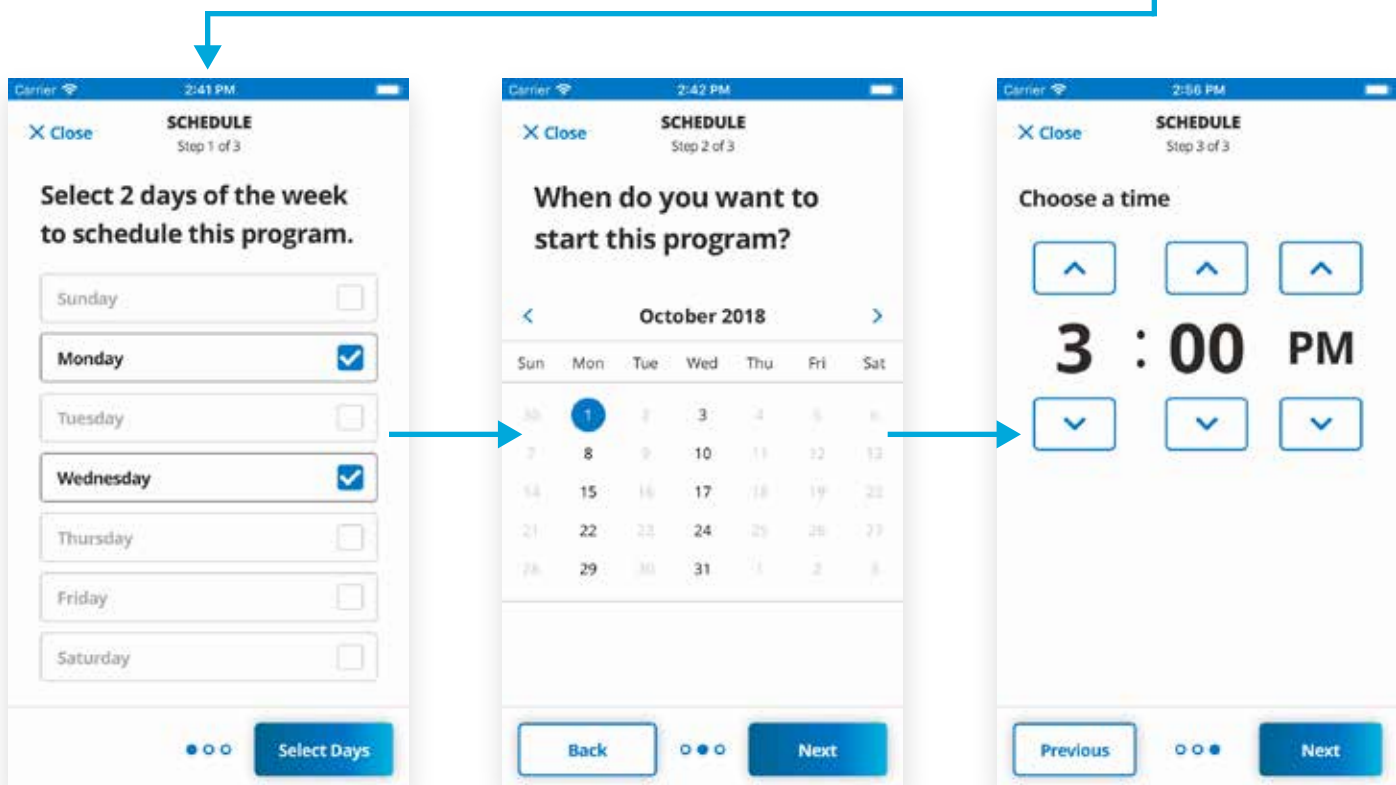 Carrier 2:41 PM
X Close SCHEDULE
Step 1 of 3
Select 2 days of the week
to schedule this program.
Sunday
Monday
Tuesday
Wednesday
Thursday
Friday
Saturday
Select Days
Carrier 2:42 PM
X Close SCHEDULE
Step 2 of 3
When do you want to
start this program?
< October 2018 >
Sun Mon Tue Wed Thu Fri Sat
30 1 2 3 4 5 6
7 8 9 10 11 12 13
14 15 16 17 18 19 20
21 22 23 24 25 26 27
28 29 30 31 1 2 3
Back Next
Carrier 2:56 PM
X Close SCHEDULE
Step 3 of 3
Choose a time
3 : 00 PM
Previous Next